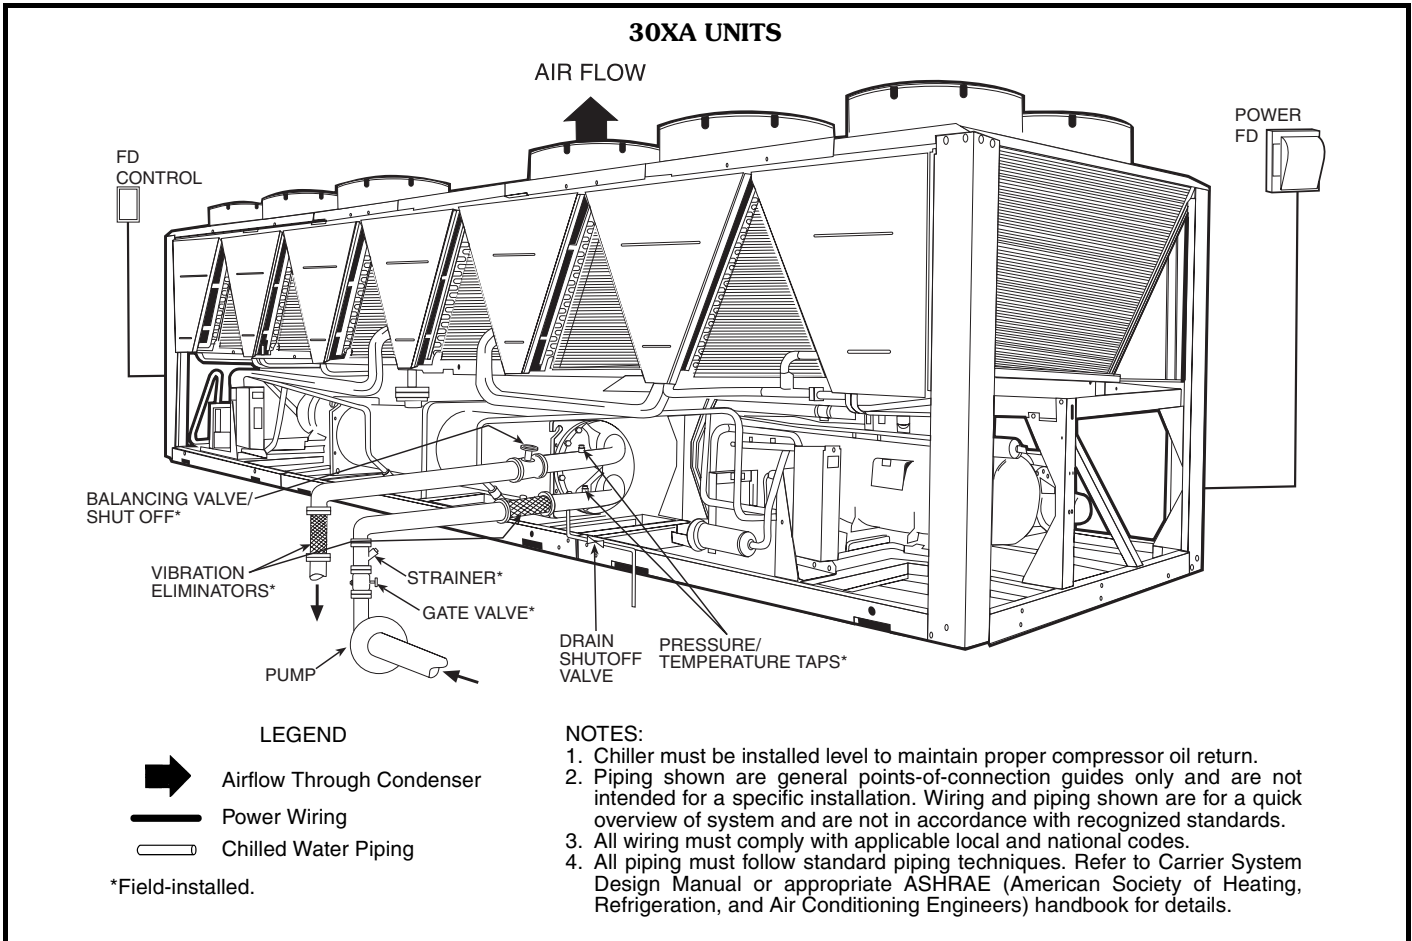 30XA UNITS
AIR FLOW
POWER
FD
FD
CONTROL
BALANCING VALVE/
SHUT OFF*
VIBRATION
ELIMINATORS*
STRAINER*
GATE VALVE*
PUMP
DRAIN
SHUTOFF
VALVE
PRESSURE/
TEMPERATURE TAPS*
LEGEND
Airflow Through Condenser
Power Wiring
Chilled Water Piping
*Field-installed.
NOTES:
1. Chiller must be installed level to maintain proper compressor oil return.
2. Piping shown are general points-of-connection guides only and are not
intended for a specific installation. Wiring and piping shown are for a quick
overview of system and are not in accordance with recognized standards.
3. All wiring must comply with applicable local and national codes.
4. All piping must follow standard piping techniques. Refer to Carrier System
Design Manual or appropriate ASHRAE (American Society of Heating,
Refrigeration, and Air Conditioning Engineers) handbook for details.